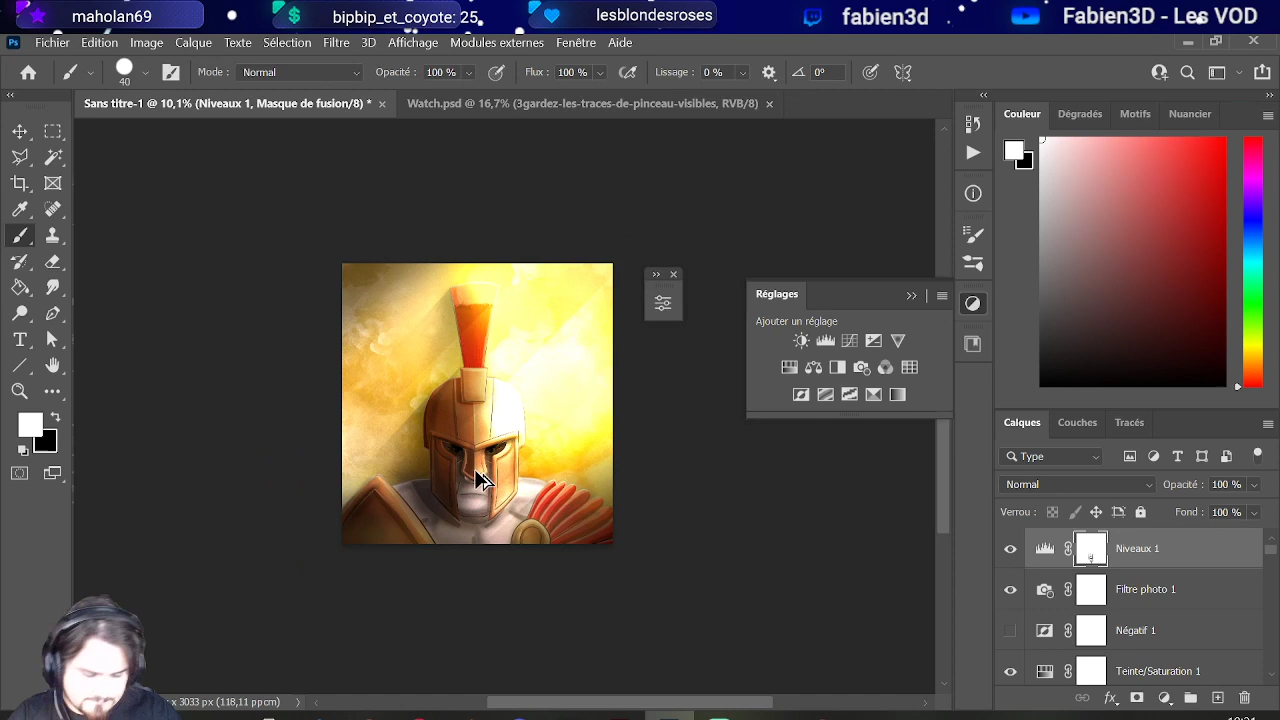 maholan69
bipbip_et_coyote: 25
lesblondesroses
fabien3d
Fabien3D - Les VOD
Ps Fichier Edition Image Calque Texte Sélection Filtre 3D Affichage Modules externes Fenêtre Aide
40 Mode : Normal Opacité : 100 % Flux : 100 % Lissage : 0 % 0°
Sans titre-1 @ 10,1% (Niveaux 1, Masque de fusion/8) * Watch.psd @ 16,7% (3gardez-les-traces-de-pinceau-visibles, RVB/8)
Couleur Dégradés Motifs Nuancier
Réglages
Ajouter un réglage
Calques Couches Tracés
Type
Normal Opacité : 100 %
Verrou : Fond : 100 %
Niveaux 1
Filtre photo 1
Négatif 1
Teinte/Saturation 1
x 3033 px (118,11 ppcm)